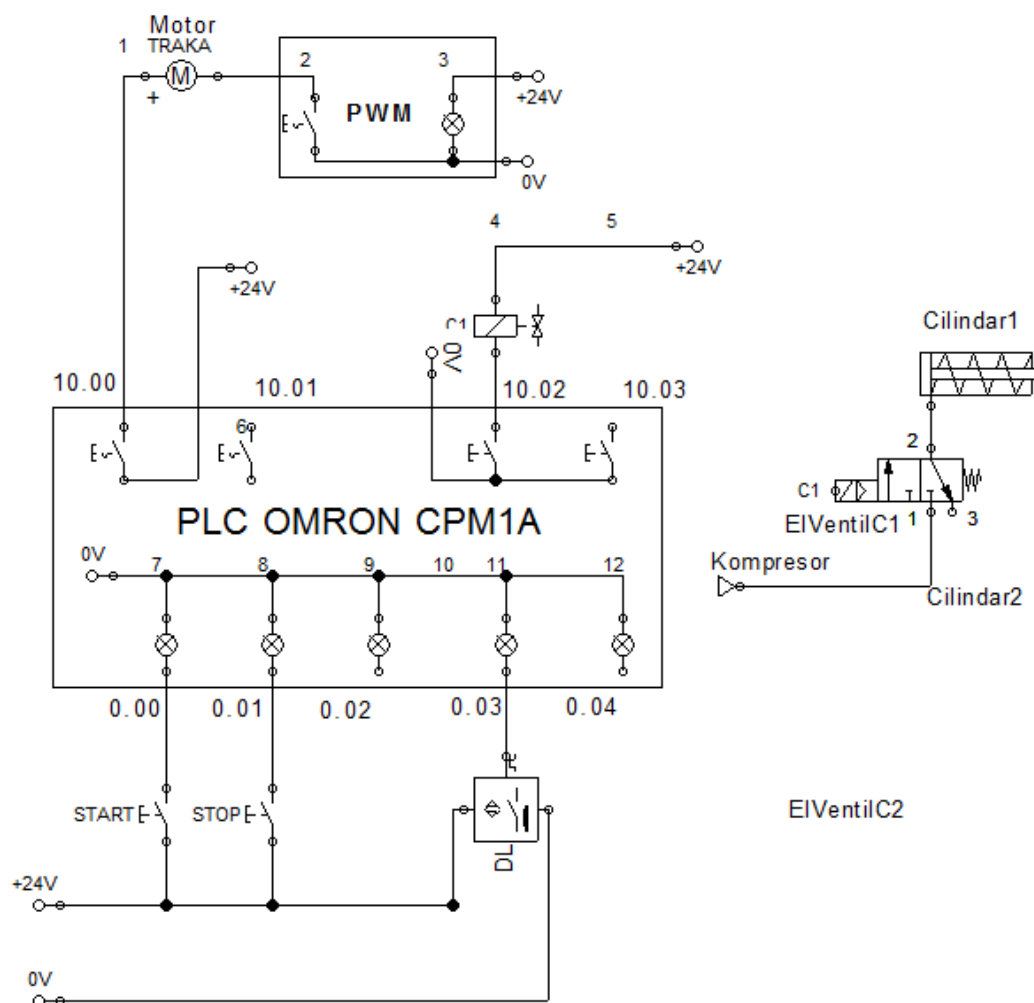 Motor
1 TRAKA
2 3
M
+
PWM
+24V
0V
4 5
+24V
+24V
C1
0V
Cilindar1
10.00 10.01 10.02 10.03
6
2
C1
1 3
ElVentilC1
PLC OMRON CPM1A
0V 7 8 9 10 11 12
Kompresor
Cilindar2
0.00 0.01 0.02 0.03 0.04
START STOP
DL
ElVentilC2
+24V
0V